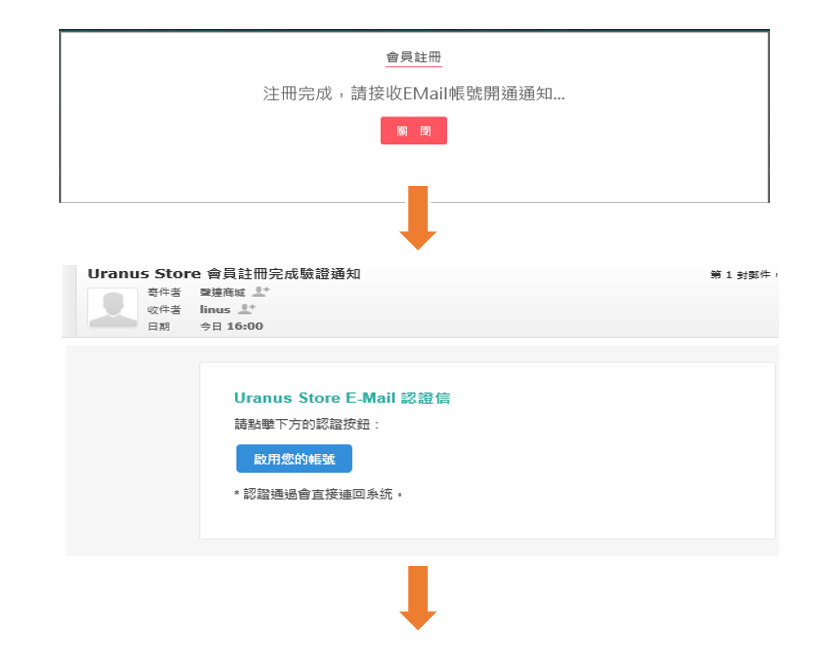 會員註冊
注冊完成，請接收EMail帳號開通通知...
關 閉
Uranus Store 會員註冊完成驗證通知
第 1 封郵件，
寄件者 聲達商城
收件者 linus
日期 今日 16:00
Uranus Store E-Mail 認證信
請點擊下方的認證按鈕：
啟用您的帳號
* 認證通過會直接連回系統。